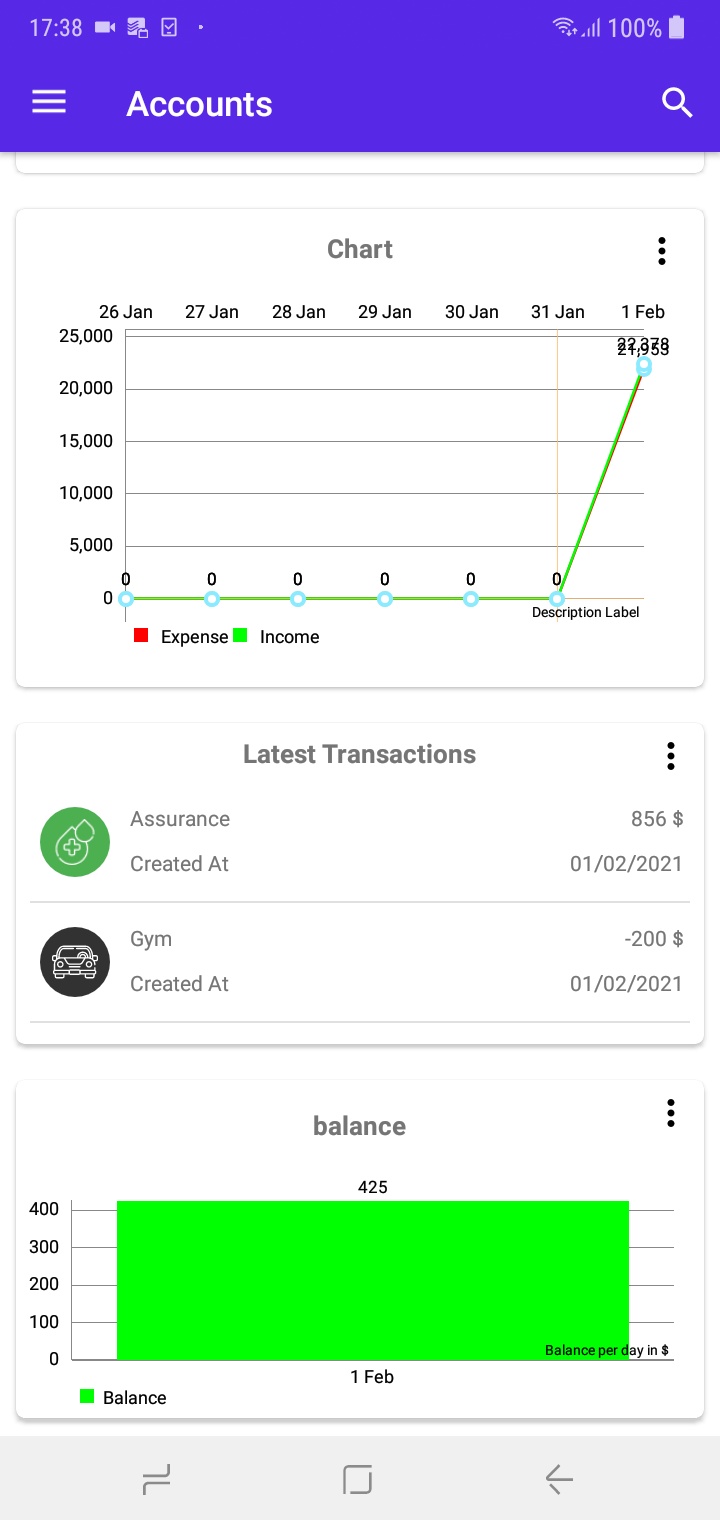 17:38 100%
Accounts
Chart
26 Jan 27 Jan 28 Jan 29 Jan 30 Jan 31 Jan 1 Feb
25,000
22,378
21,953
20,000
15,000
10,000
5,000
0 0 0 0 0 0
0
Description Label
Expense Income
Latest Transactions
Assurance 856 $
Created At 01/02/2021
Gym -200 $
Created At 01/02/2021
balance
425
400
300
200
100
0
Balance per day in $
1 Feb
Balance